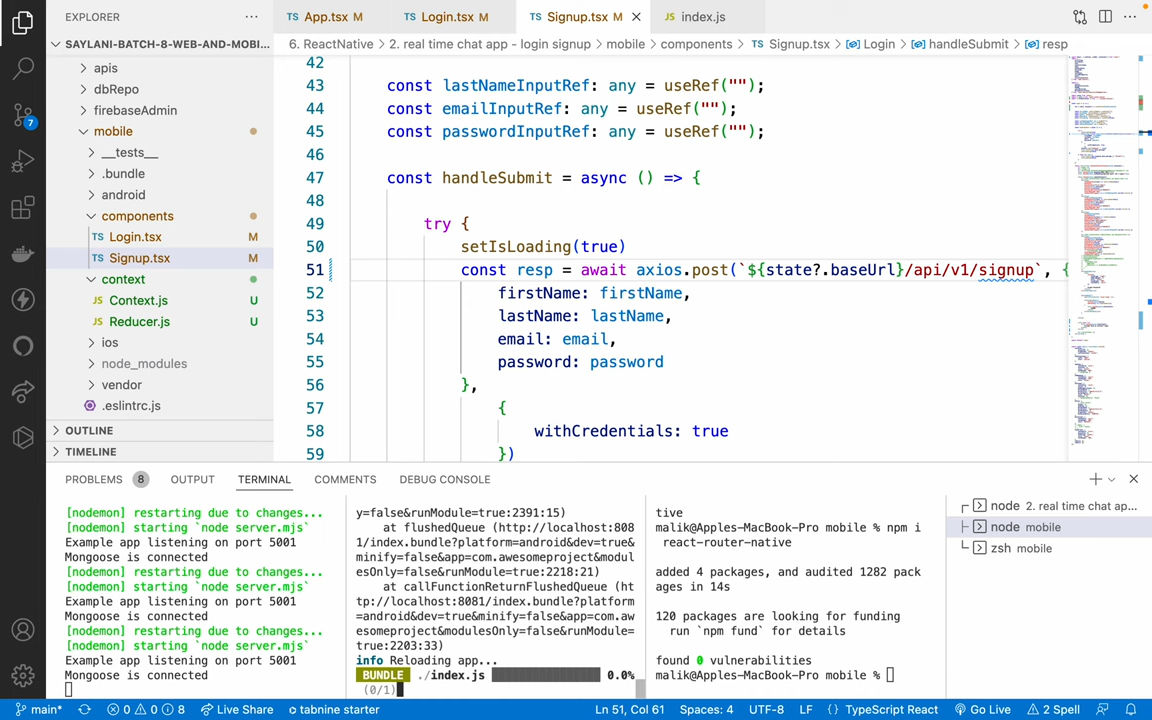 EXPLORER
TS App.tsx M
TS Login.tsx M
TS Signup.tsx M
JS index.js
SAYLANI-BATCH-8-WEB-AND-MOBI...
6. ReactNative > 2. real time chat app - login signup > mobile > components > TS Signup.tsx > Login > handleSubmit > resp
apis
dbRepo
firebaseAdmin
mobile
__tests__
.bundle
android
components
TS Login.tsx M
TS Signup.tsx M
context
JS Context.js U
JS Reducer.js U
ios
node_modules
vendor
.eslintrc.js
OUTLINE
TIMELINE
7
42
43 const lastNameInputRef: any = useRef("");
44 const emailInputRef: any = useRef("");
45 const passwordInputRef: any = useRef("");
46
47 const handleSubmit = async () => {
48
49 try {
50 setIsLoading(true)
51 const resp = await axios.post(`${state?.baseUrl}/api/v1/signup`, {
52 firstName: firstName,
53 lastName: lastName,
54 email: email,
55 password: password
56 },
57 {
58 withCredentials: true
59 })
PROBLEMS 8 OUTPUT TERMINAL COMMENTS DEBUG CONSOLE
[nodemon] restarting due to changes...
[nodemon] starting `node server.mjs`
Example app listening on port 5001
Mongoose is connected
[nodemon] restarting due to changes...
[nodemon] starting `node server.mjs`
Example app listening on port 5001
Mongoose is connected
[nodemon] restarting due to changes...
[nodemon] starting `node server.mjs`
Example app listening on port 5001
Mongoose is connected
y=false&runModule=true:2391:15)
at flushedQueue (http://localhost:808
1/index.bundle?platform=android&dev=true&
minify=false&app=com.awesomeproject&modul
esOnly=false&runModule=true:2218:21)
at callFunctionReturnFlushedQueue (ht
tp://localhost:8081/index.bundle?platform
=android&dev=true&minify=false&app=com.aw
esomeproject&modulesOnly=false&runModule=
true:2203:33)
info Reloading app...
BUNDLE ./index.js 0.0%
(0/1)
tive
malik@Apples-MacBook-Pro mobile % npm i
react-router-native
added 4 packages, and audited 1282 pack
ages in 14s
120 packages are looking for funding
run `npm fund` for details
found 0 vulnerabilities
malik@Apples-MacBook-Pro mobile %
node 2. real time chat ap...
node mobile
zsh mobile
main* 0 0 8 Live Share tabnine starter Ln 51, Col 61 Spaces: 4 UTF-8 LF {} TypeScript React Go Live 2 Spell